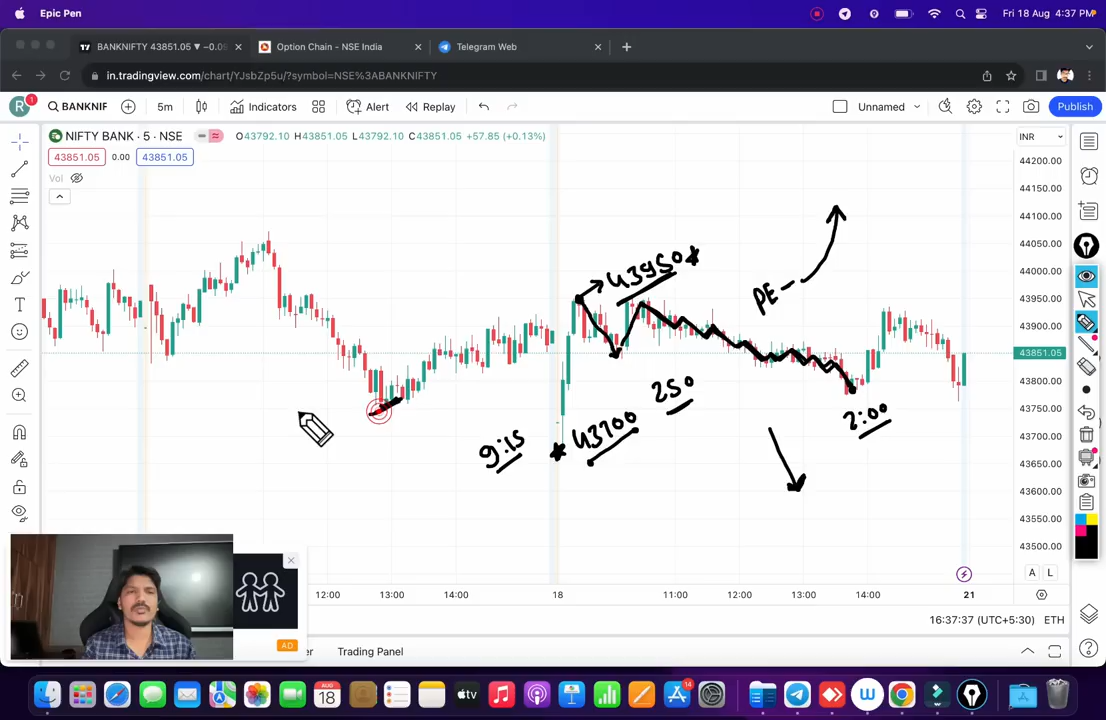 Epic Pen
Fri 18 Aug 4:37 PM
BANKNIFTY 43851.05 ▼ −0.0
Option Chain - NSE India
Telegram Web
in.tradingview.com/chart/YJsbZp5u/?symbol=NSE%3ABANKNIFTY
R
1
BANKNIF
5m
Indicators
Alert
Replay
Unnamed
Publish
NIFTY BANK · 5 · NSE
O43792.10 H43851.05 L43792.10 C43851.05 +57.85 (+0.13%)
INR
43851.05
0.00
43851.05
Vol
44200.00
44150.00
44100.00
44050.00
44000.00
43950.00
43900.00
43851.05
43800.00
43750.00
43700.00
43650.00
43600.00
43550.00
43500.00
43950
PE
250
2:00
43700
9:15
A
L
12:00
13:00
14:00
18
11:00
12:00
13:00
14:00
21
16:37:37 (UTC+5:30)
ETH
AD
Trading Panel
AUG
18
tv
14